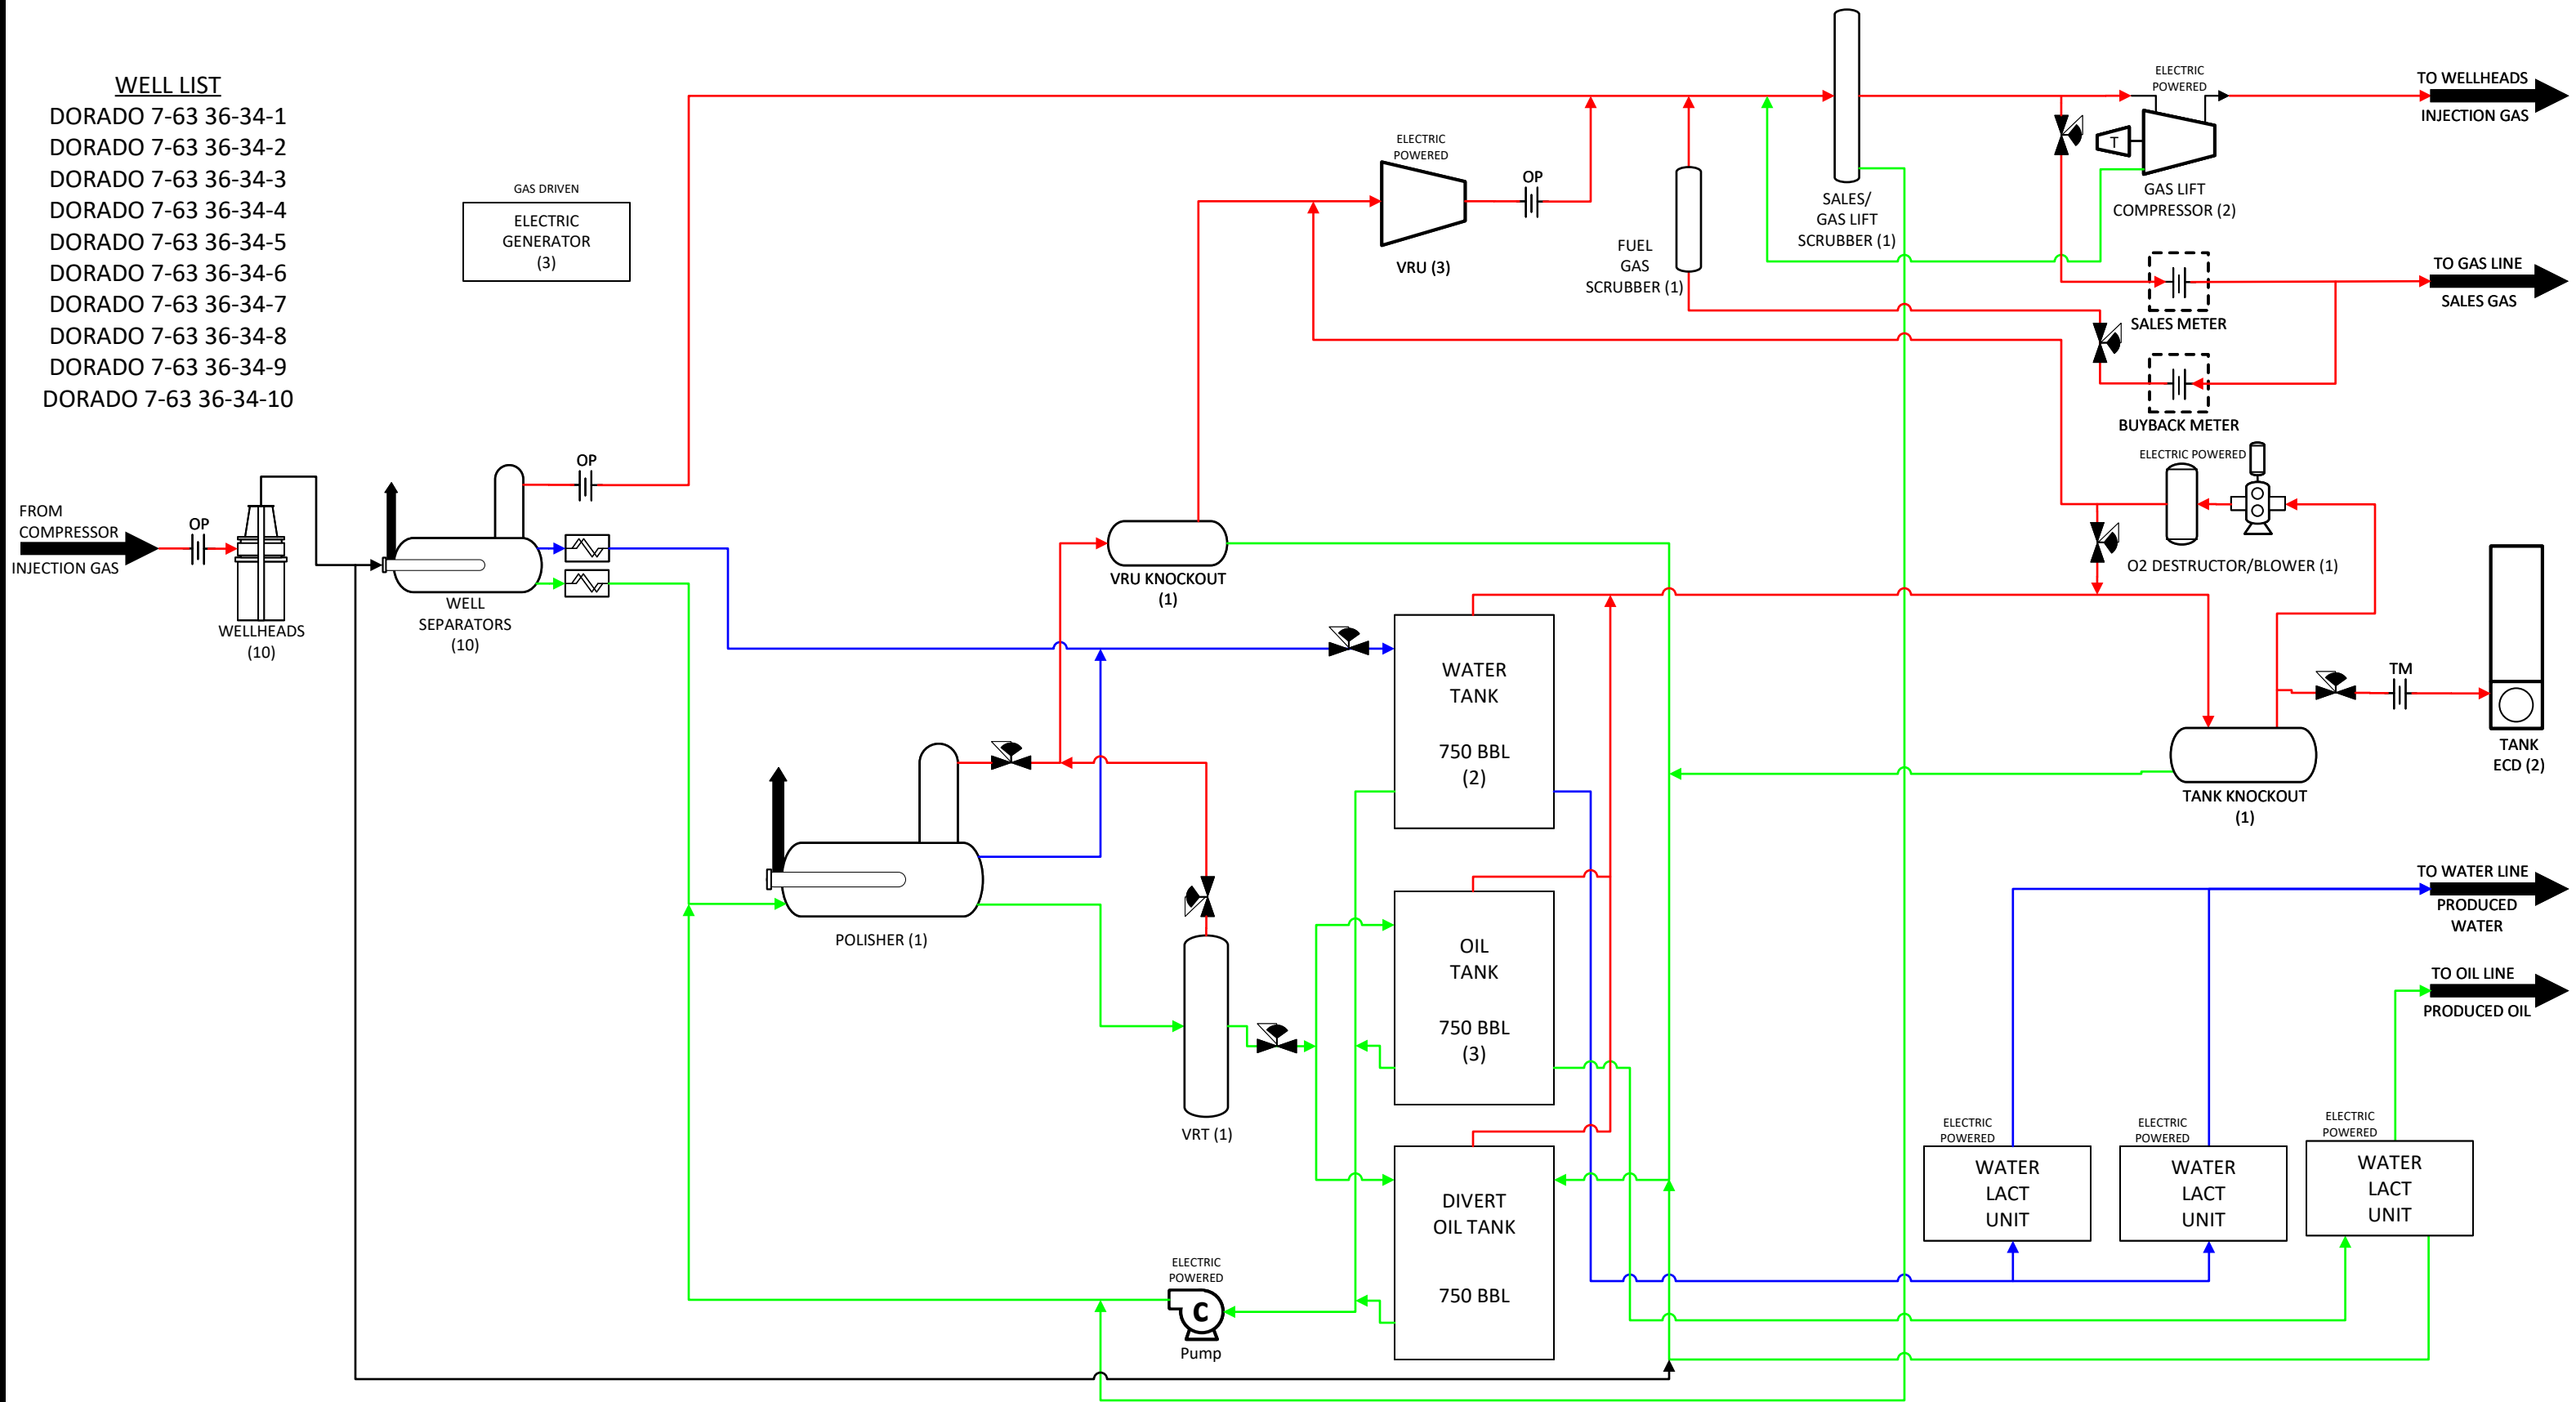 WELL LIST
DORADO 7-63 36-34-1
DORADO 7-63 36-34-2
DORADO 7-63 36-34-3
DORADO 7-63 36-34-4
DORADO 7-63 36-34-5
DORADO 7-63 36-34-6
DORADO 7-63 36-34-7
DORADO 7-63 36-34-8
DORADO 7-63 36-34-9
DORADO 7-63 36-34-10
GAS DRIVEN
ELECTRIC
GENERATOR
(3)
FROM
COMPRESSOR
INJECTION GAS
OP
WELLHEADS
(10)
OP
WELL
SEPARATORS
(10)
ELECTRIC
POWERED
VRU (3)
OP
FUEL
GAS
SCRUBBER (1)
SALES/
GAS LIFT
SCRUBBER (1)
ELECTRIC
POWERED
T
GAS LIFT
COMPRESSOR (2)
TO WELLHEADS
INJECTION GAS
TO GAS LINE
SALES GAS
SALES METER
BUYBACK METER
ELECTRIC POWERED
O2 DESTRUCTOR/BLOWER (1)
VRU KNOCKOUT
(1)
WATER
TANK
750 BBL
(2)
TM
TANK
ECD (2)
TANK KNOCKOUT
(1)
POLISHER (1)
VRT (1)
OIL
TANK
750 BBL
(3)
DIVERT
OIL TANK
750 BBL
ELECTRIC
POWERED
C
Pump
TO WATER LINE
PRODUCED
WATER
TO OIL LINE
PRODUCED OIL
ELECTRIC
POWERED
WATER
LACT
UNIT
ELECTRIC
POWERED
WATER
LACT
UNIT
ELECTRIC
POWERED
WATER
LACT
UNIT